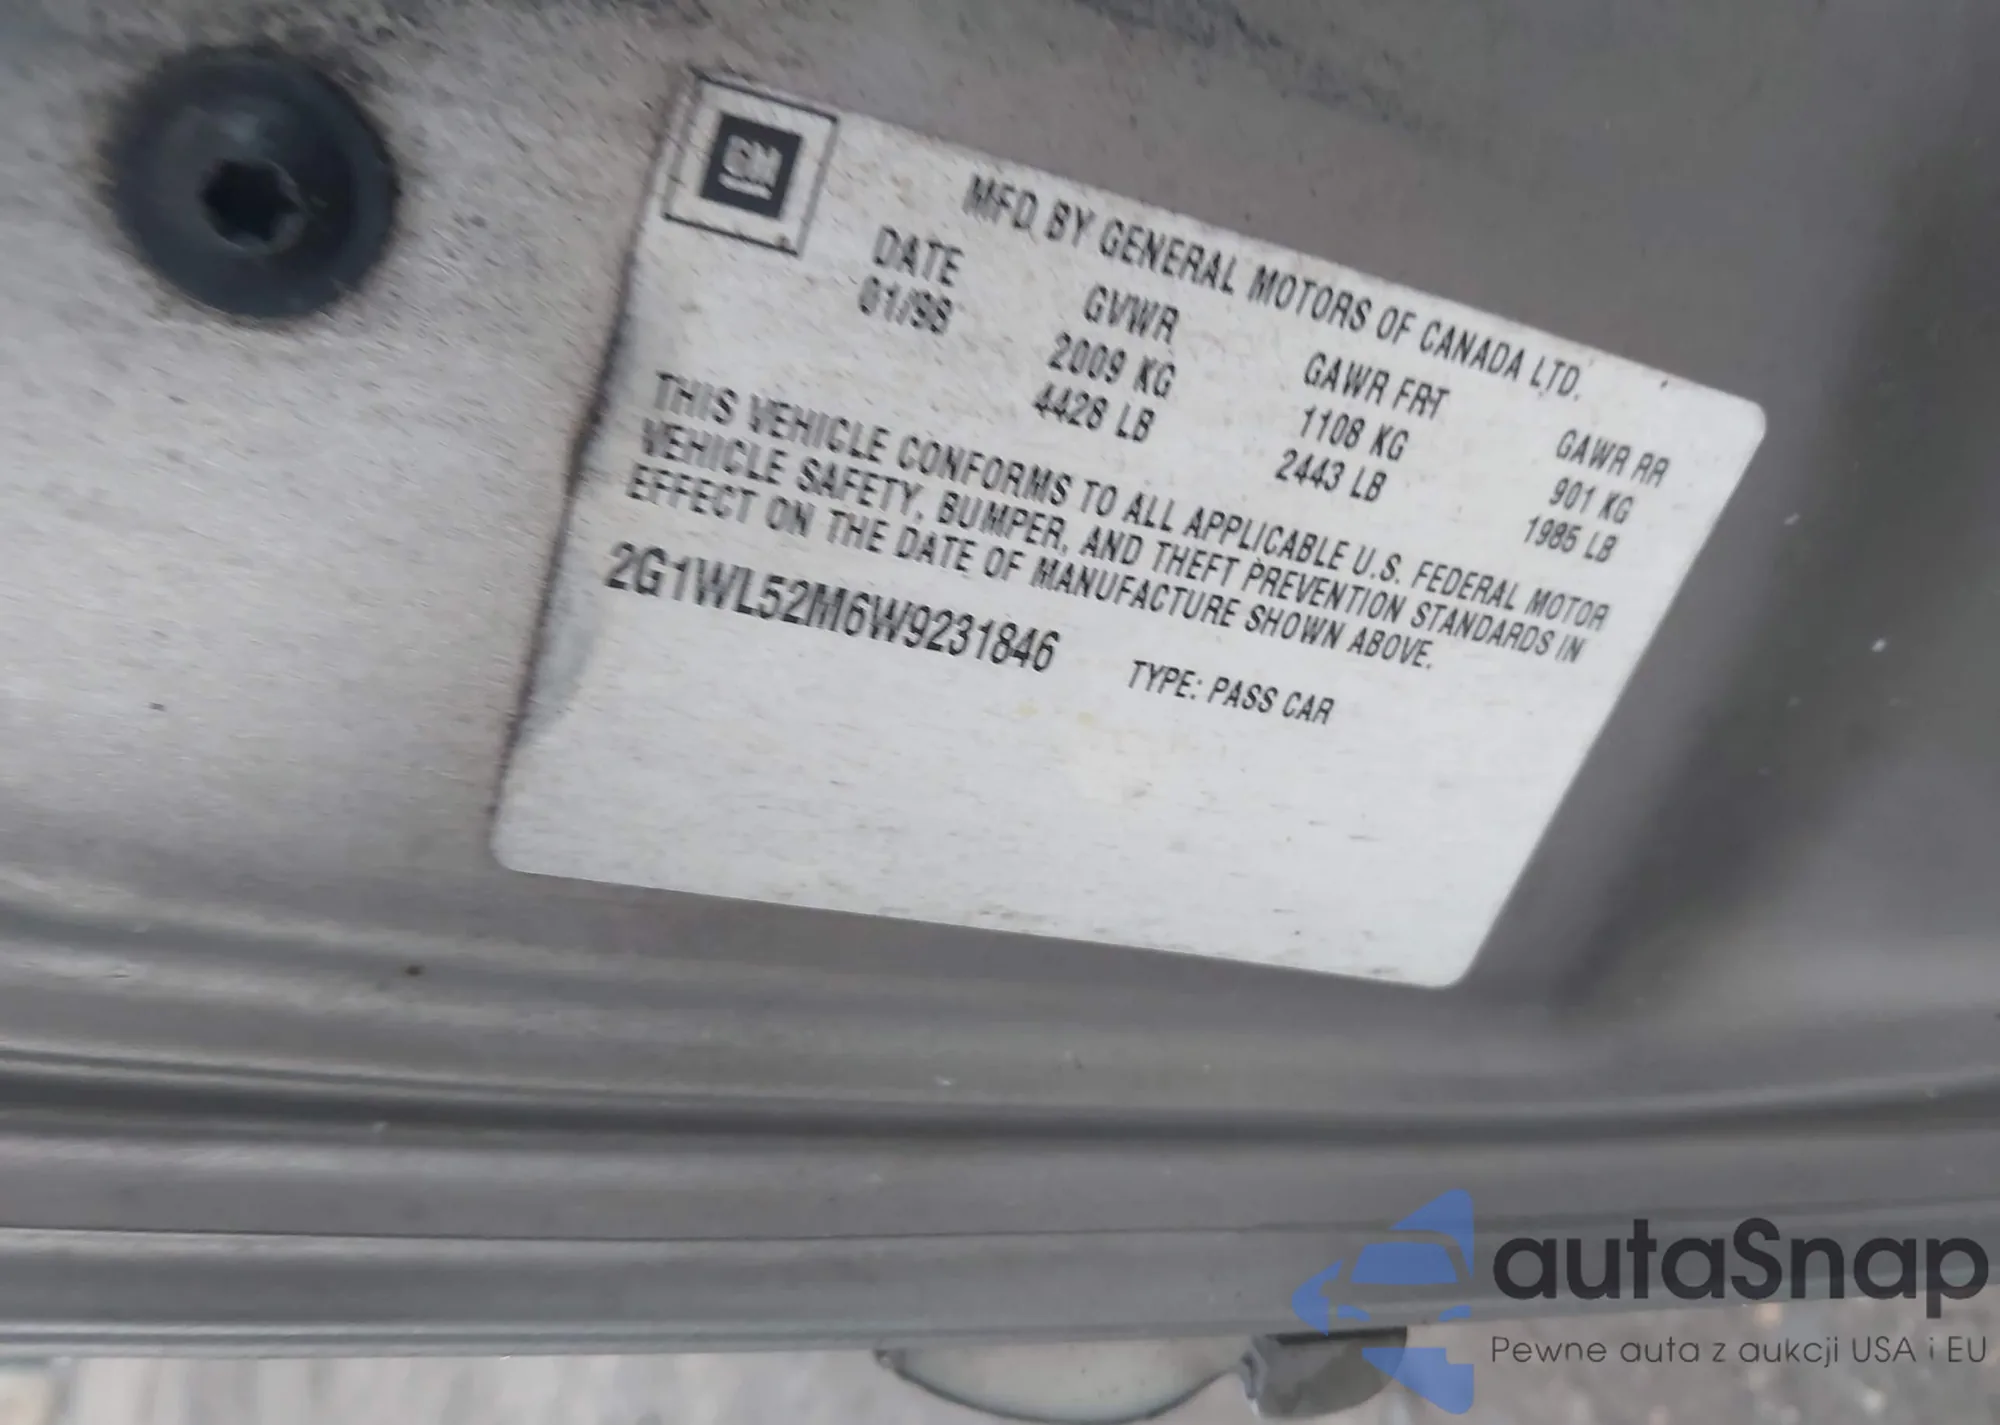 GM
MFD BY GENERAL MOTORS OF CANADA LTD.
DATE GVWR GAWR FRT GAWR RR
01/98 2009 KG 1108 KG 901 KG
4428 LB 2443 LB 1985 LB
THIS VEHICLE CONFORMS TO ALL APPLICABLE U.S. FEDERAL MOTOR
VEHICLE SAFETY, BUMPER, AND THEFT PREVENTION STANDARDS IN
EFFECT ON THE DATE OF MANUFACTURE SHOWN ABOVE.
2G1WL52M6W9231846 TYPE: PASS CAR
autaSnap
Pewne auta z aukcji USA i EU